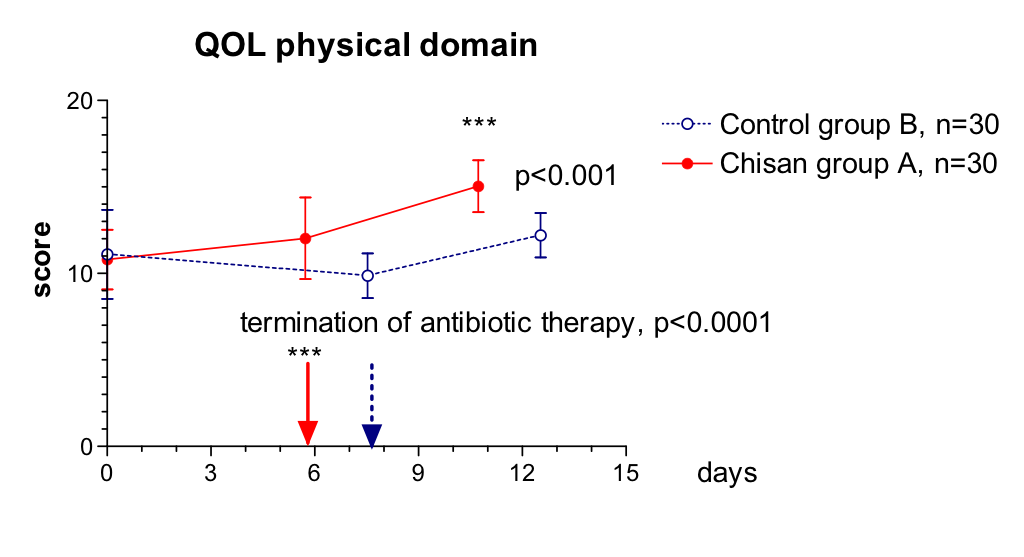 QOL physical domain
20
***
Control group B, n=30
Chisan group A, n=30
p<0.001
score
10
termination of antibiotic therapy, p<0.0001
***
0
0 3 6 9 12 15 days